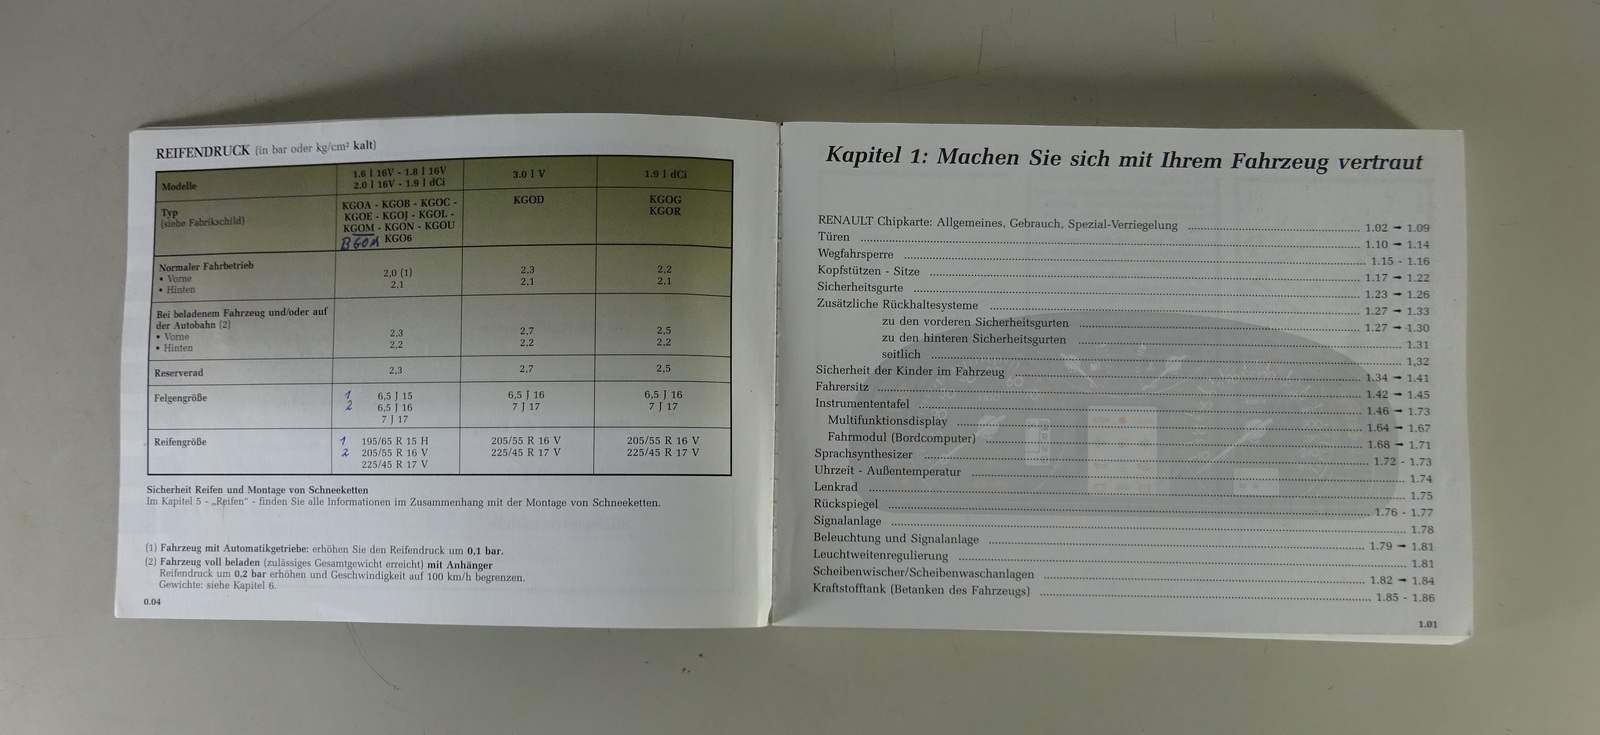 REIFENDRUCK (in bar oder kg/cm² kalt)
Modelle
1.6 l 16V - 1.8 l 16V
2.0 l 16V - 1.9 l dCi
3.0 l V
1.9 l dCi
Typ
(siehe Fabrikschild)
KGOA - KGOB - KGOC -
KGOE - KGOJ - KGOL -
KGOM - KGON - KGOU
BGOM KGO6
KGOD
KGOG
KGOR
Normaler Fahrbetrieb
• Vorne 2,0 (1) 2,3 2,2
• Hinten 2,1 2,1 2,1
Bei beladenem Fahrzeug und/oder auf
der Autobahn (2)
• Vorne 2,3 2,7 2,5
• Hinten 2,2 2,2 2,2
Reserverad 2,3 2,7 2,5
Felgengröße 1 6,5 J 15 6,5 J 16 6,5 J 16
2 6,5 J 16 7 J 17 7 J 17
7 J 17
Reifengröße 1 195/65 R 15 H 205/55 R 16 V 205/55 R 16 V
2 205/55 R 16 V 225/45 R 17 V 225/45 R 17 V
225/45 R 17 V
Sicherheit Reifen und Montage von Schneeketten
Im Kapitel 5 - „Reifen" - finden Sie alle Informationen im Zusammenhang mit der Montage von Schneeketten.
(1) Fahrzeug mit Automatikgetriebe: erhöhen Sie den Reifendruck um 0,1 bar.
(2) Fahrzeug voll beladen (zulässiges Gesamtgewicht erreicht) mit Anhänger
Reifendruck um 0,2 bar erhöhen und Geschwindigkeit auf 100 km/h begrenzen.
Gewichte: siehe Kapitel 6.
0.04
Kapitel 1: Machen Sie sich mit Ihrem Fahrzeug vertraut
RENAULT Chipkarte: Allgemeines, Gebrauch, Spezial-Verriegelung 1.02 → 1.09
Türen 1.10 → 1.14
Wegfahrsperre 1.15 - 1.16
Kopfstützen - Sitze 1.17 → 1.22
Sicherheitsgurte 1.23 → 1.26
Zusätzliche Rückhaltesysteme 1.27 → 1.33
zu den vorderen Sicherheitsgurten 1.27 → 1.30
zu den hinteren Sicherheitsgurten 1.31
seitlich 1,32
Sicherheit der Kinder im Fahrzeug 1.34 → 1.41
Fahrersitz 1.42 → 1.45
Instrumententafel 1.46 → 1.73
Multifunktionsdisplay 1.64 → 1.67
Fahrmodul (Bordcomputer) 1.68 → 1.71
Sprachsynthesizer 1.72 - 1.73
Uhrzeit - Außentemperatur 1.74
Lenkrad 1.75
Rückspiegel 1.76 - 1.77
Signalanlage 1.78
Beleuchtung und Signalanlage 1.79 → 1.81
Leuchtweitenregulierung 1.81
Scheibenwischer/Scheibenwaschanlagen 1.82 → 1.84
Kraftstofftank (Betanken des Fahrzeugs) 1.85 - 1.86
1.01